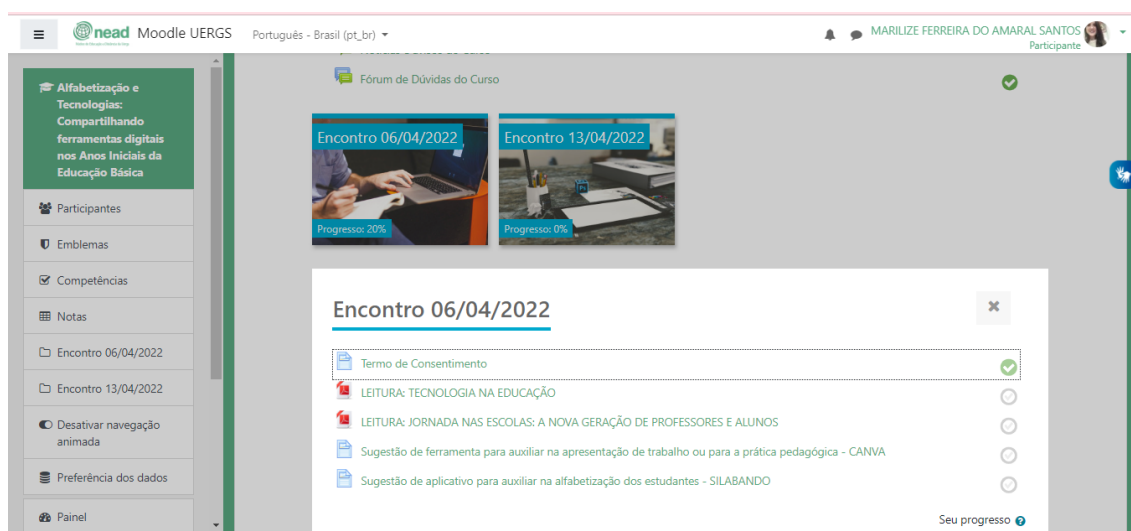 nead Moodle UERGS Português - Brasil (pt_br) MARILIZE FERREIRA DO AMARAL SANTOS
Participante
Alfabetização e
Tecnologias:
Compartilhando
ferramentas digitais
nos Anos Iniciais da
Educação Básica
Participantes
Emblemas
Competências
Notas
Encontro 06/04/2022
Encontro 13/04/2022
Desativar navegação
animada
Preferência dos dados
Painel
Fórum de Dúvidas do Curso
Encontro 06/04/2022
Progresso: 20%
Encontro 13/04/2022
Progresso: 0%
Encontro 06/04/2022
Termo de Consentimento
LEITURA: TECNOLOGIA NA EDUCAÇÃO
LEITURA: JORNADA NAS ESCOLAS: A NOVA GERAÇÃO DE PROFESSORES E ALUNOS
Sugestão de ferramenta para auxiliar na apresentação de trabalho ou para a prática pedagógica - CANVA
Sugestão de aplicativo para auxiliar na alfabetização dos estudantes - SILABANDO
Seu progresso